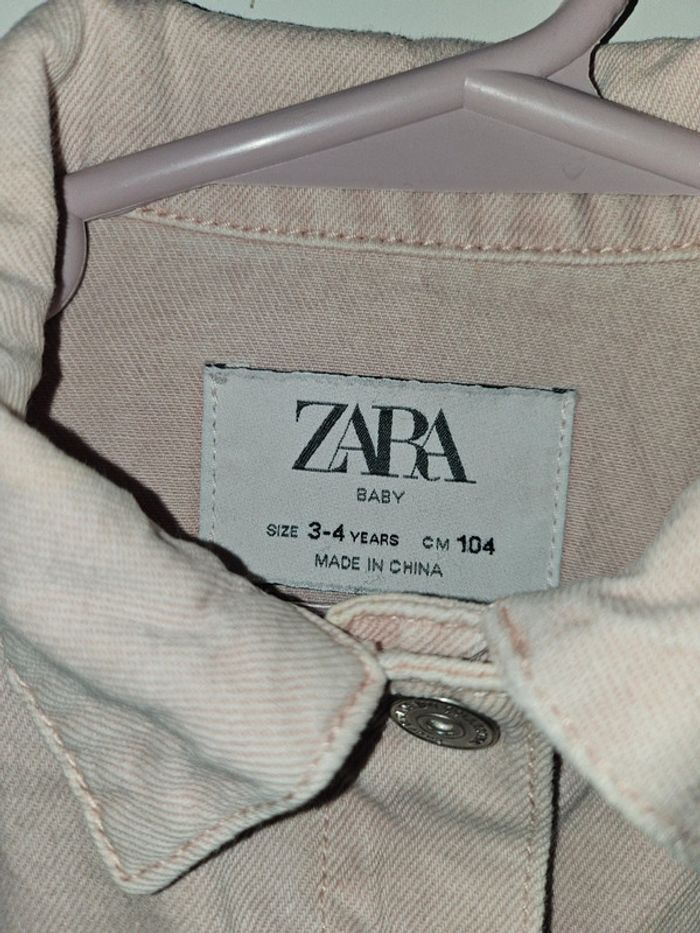 ZARA
BABY
SIZE 3-4 YEARS CM 104
MADE IN CHINA